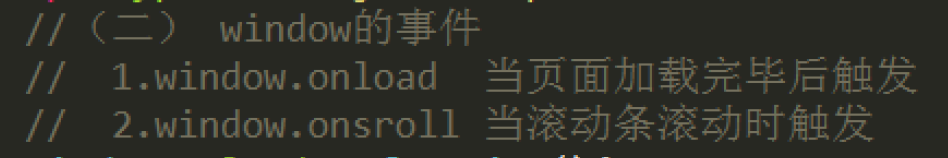 //（二） window的事件
//  1.window.onload  当页面加载完毕后触发
//  2.window.onsroll 当滚动条滚动时触发